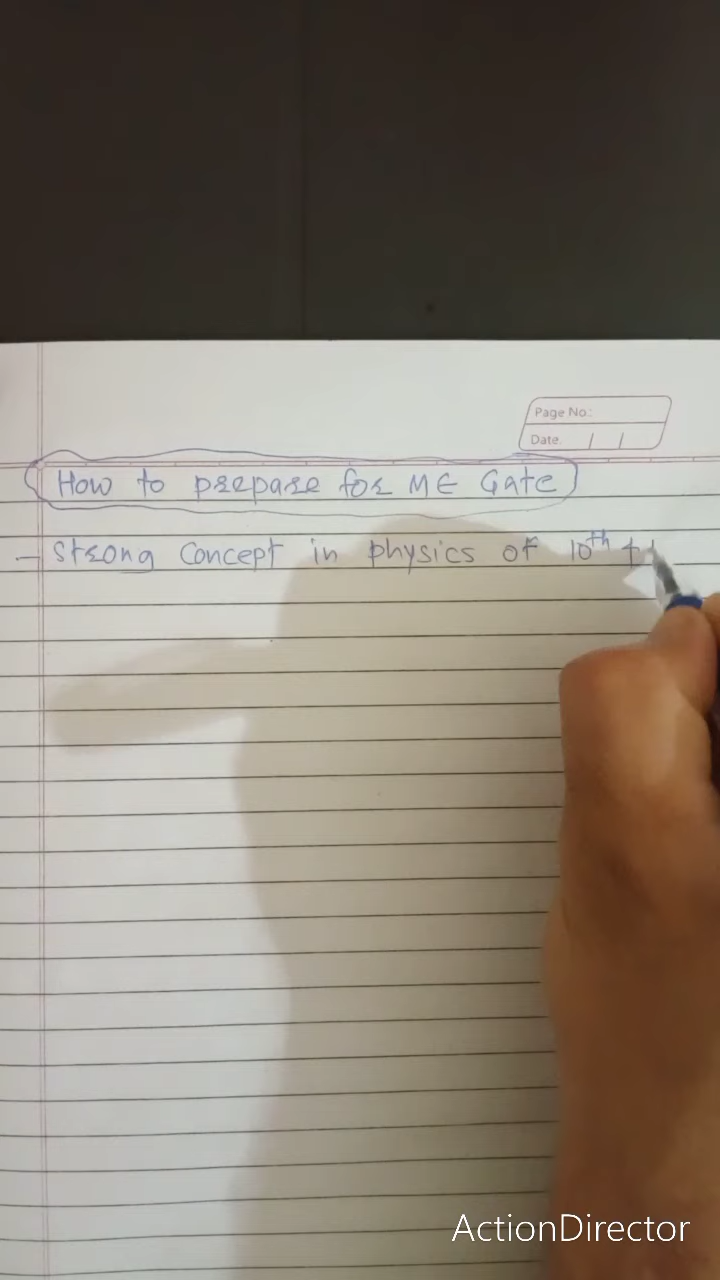 Page No.:
Date. / /
How to prepare for ME Gate
- Strong Concept in physics of 10th +
ActionDirector